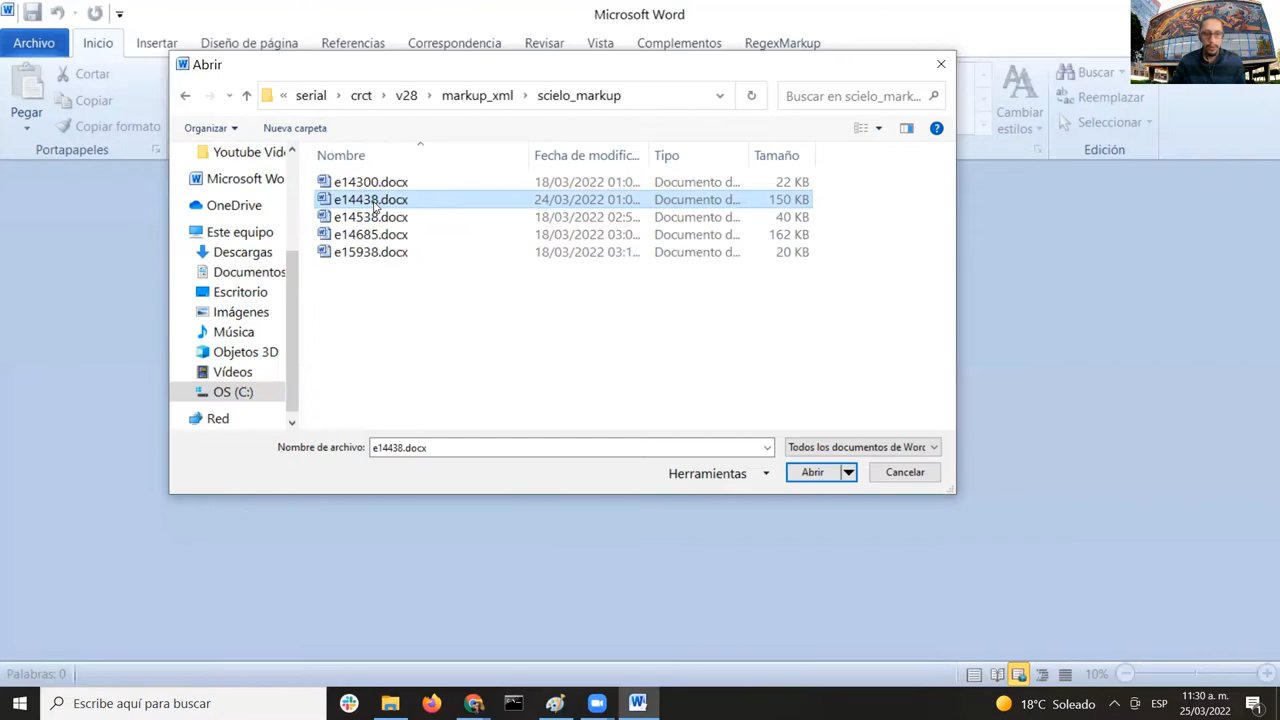 Microsoft Word
Archivo Inicio Insertar Diseño de página Referencias Correspondencia Revisar Vista Complementos RegexMarkup
Cortar
Copiar
Copiar formato
Pegar
Portapapeles
Cambiar
estilos
Buscar
Reemplazar
Seleccionar
Edición
Abrir
« serial › crct › v28 › markup_xml › scielo_markup
Buscar en scielo_mark...
Organizar Nueva carpeta
Nombre Fecha de modific... Tipo Tamaño
e14300.docx 18/03/2022 01:0... Documento d... 22 KB
e14438.docx 24/03/2022 01:0... Documento d... 150 KB
e14538.docx 18/03/2022 02:5... Documento d... 40 KB
e14685.docx 18/03/2022 03:0... Documento d... 162 KB
e15938.docx 18/03/2022 03:1... Documento d... 20 KB
Youtube Vide
Microsoft Wo
OneDrive
Este equipo
Descargas
Documentos
Escritorio
Imágenes
Música
Objetos 3D
Vídeos
OS (C:)
Red
Nombre de archivo: e14438.docx
Todos los documentos de Word
Herramientas Abrir Cancelar
Palabras: 0
10%
Escribe aquí para buscar
18°C Soleado
ESP
11:30 a. m.
25/03/2022
1